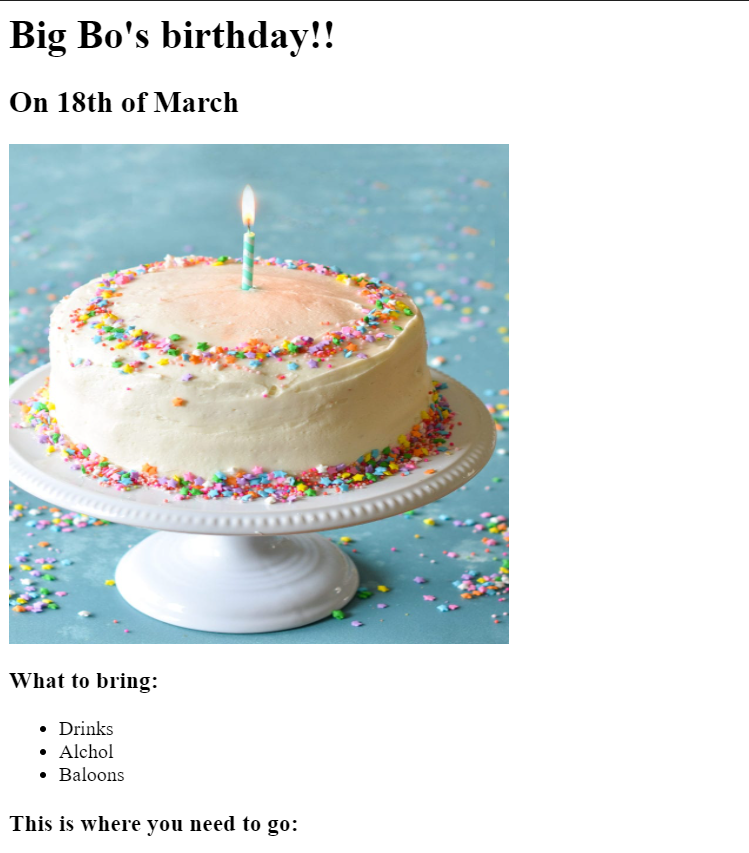 Big Bo's birthday!!
On 18th of March
What to bring:
Drinks
Alchol
Baloons
This is where you need to go: